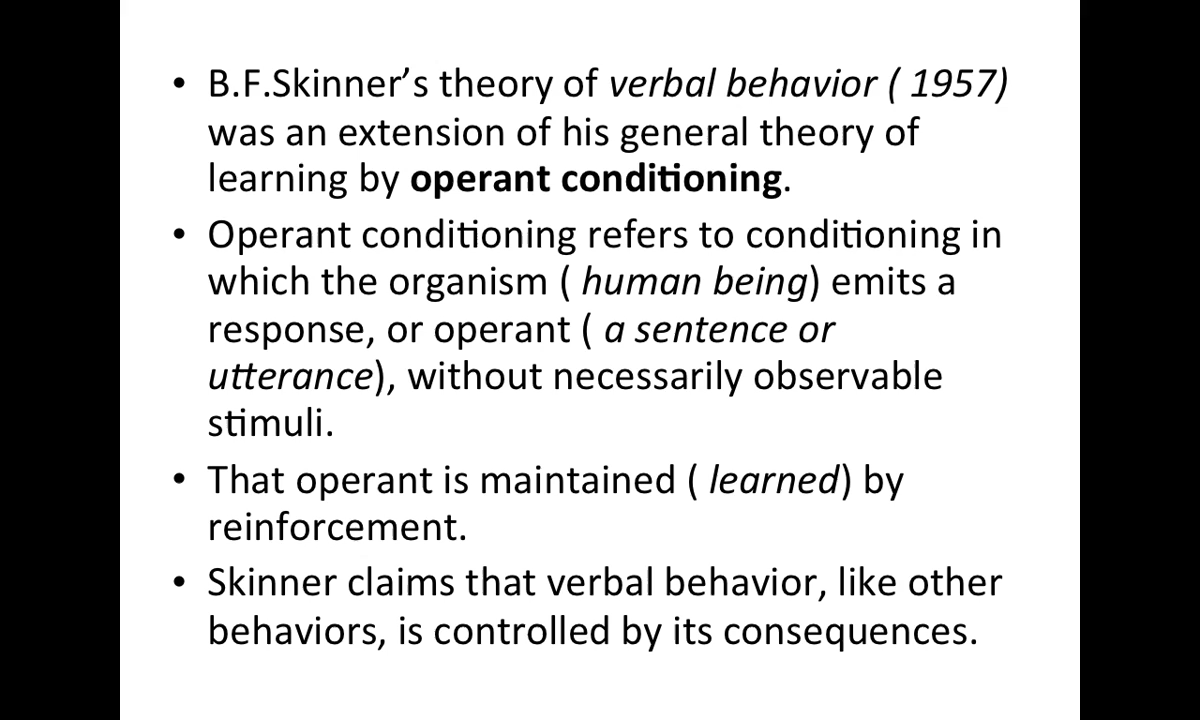 • B.F.Skinner's theory of verbal behavior ( 1957)
was an extension of his general theory of
learning by operant conditioning.
• Operant conditioning refers to conditioning in
which the organism ( human being) emits a
response, or operant ( a sentence or
utterance), without necessarily observable
stimuli.
• That operant is maintained ( learned) by
reinforcement.
• Skinner claims that verbal behavior, like other
behaviors, is controlled by its consequences.